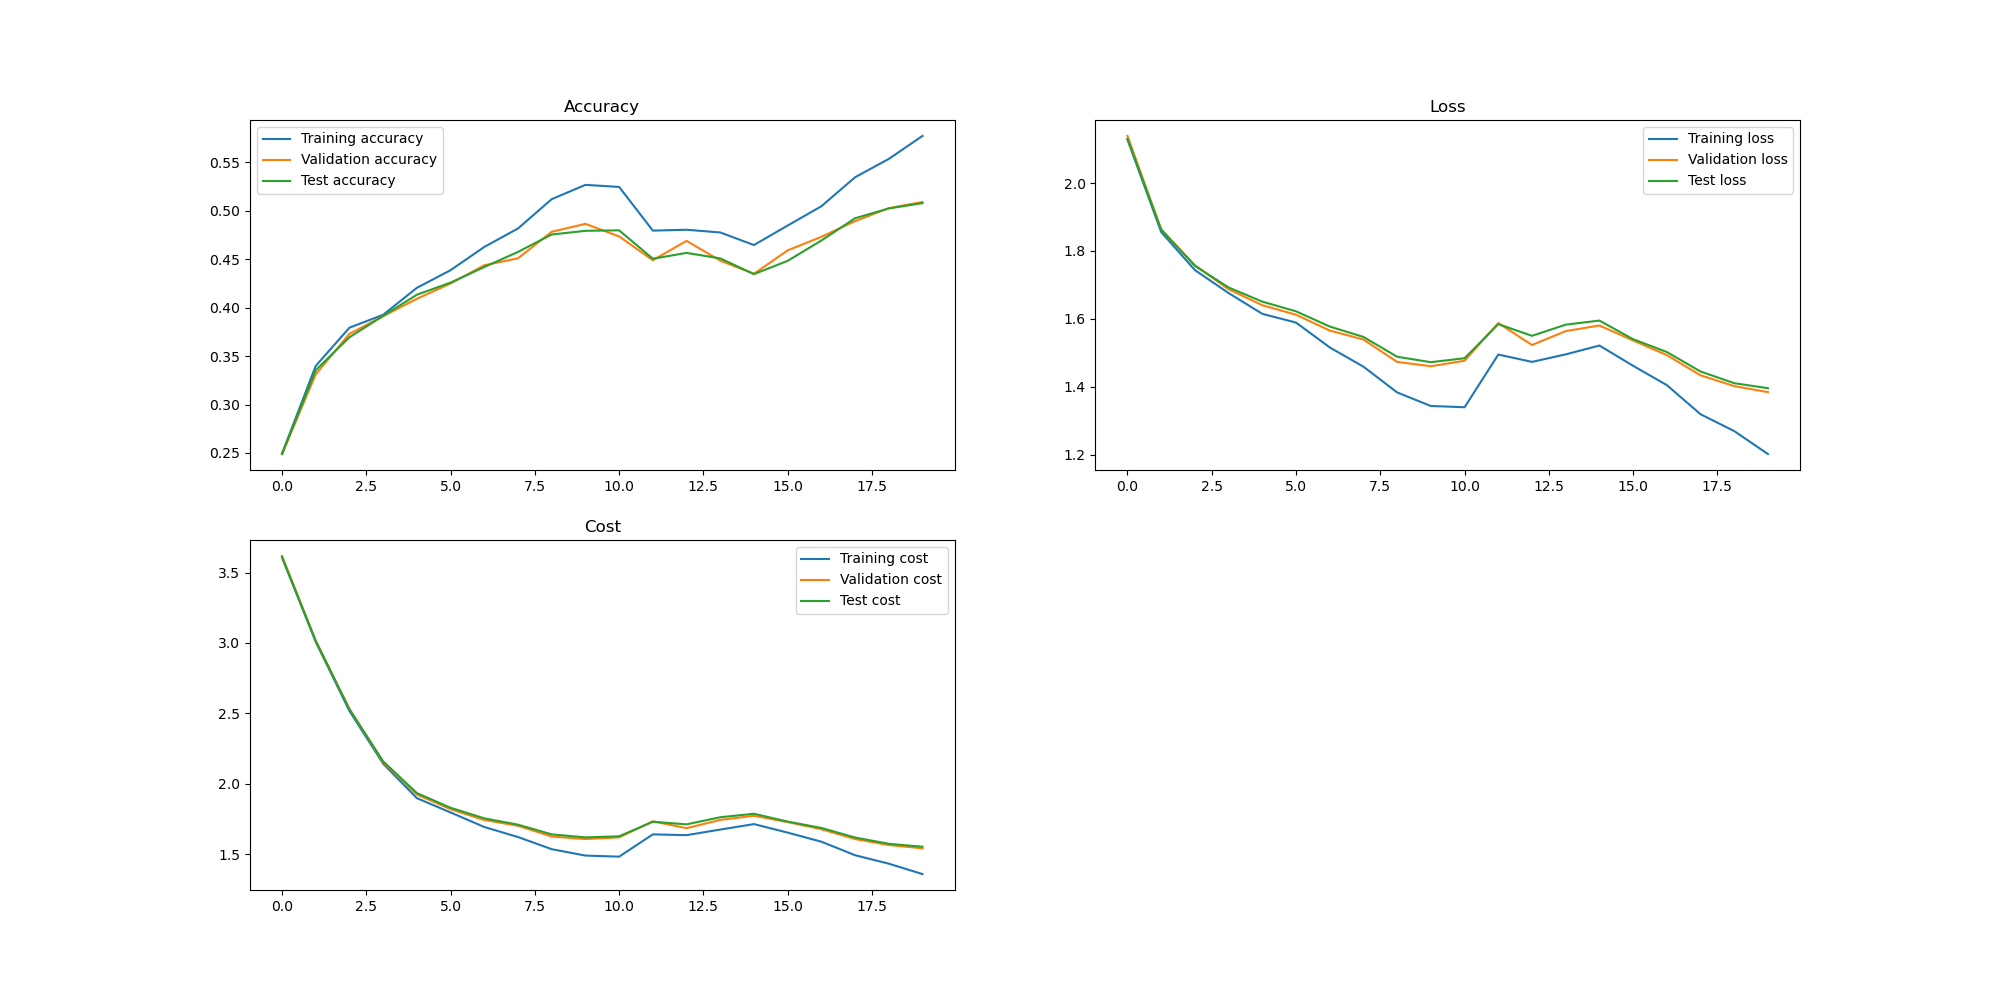 Accuracy
Training accuracy
Validation accuracy
Test accuracy
0.55
0.50
0.45
0.40
0.35
0.30
0.25
0.0 2.5 5.0 7.5 10.0 12.5 15.0 17.5
Loss
Training loss
Validation loss
Test loss
2.0
1.8
1.6
1.4
1.2
0.0 2.5 5.0 7.5 10.0 12.5 15.0 17.5
Cost
Training cost
Validation cost
Test cost
3.5
3.0
2.5
2.0
1.5
0.0 2.5 5.0 7.5 10.0 12.5 15.0 17.5